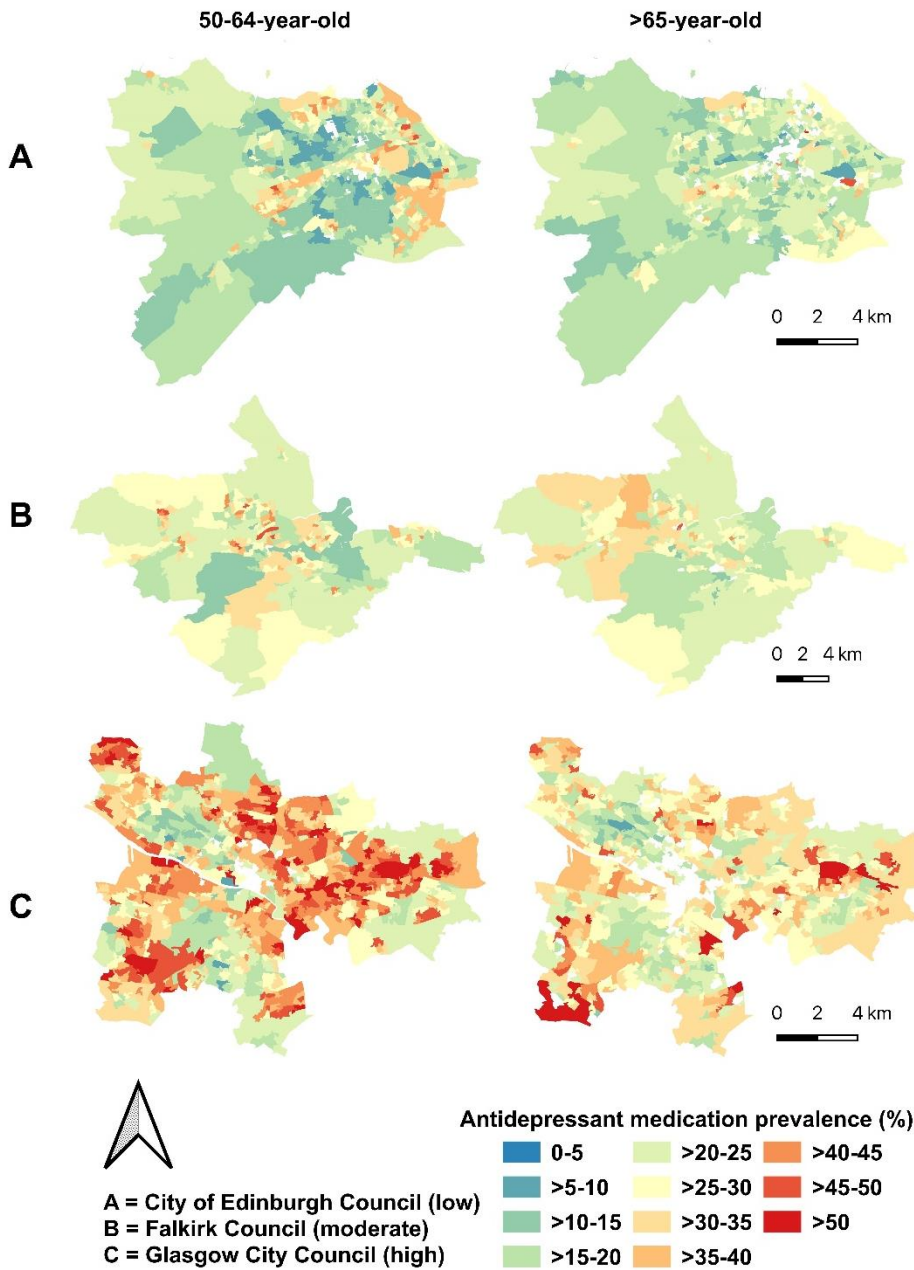 50-64-year-old >65-year-old
A
0 2 4 km
B
0 2 4 km
C
0 2 4 km
Antidepressant medication prevalence (%)
0-5 >20-25 >40-45
>5-10 >25-30 >45-50
>10-15 >30-35 >50
>15-20 >35-40
A = City of Edinburgh Council (low)
B = Falkirk Council (moderate)
C = Glasgow City Council (high)